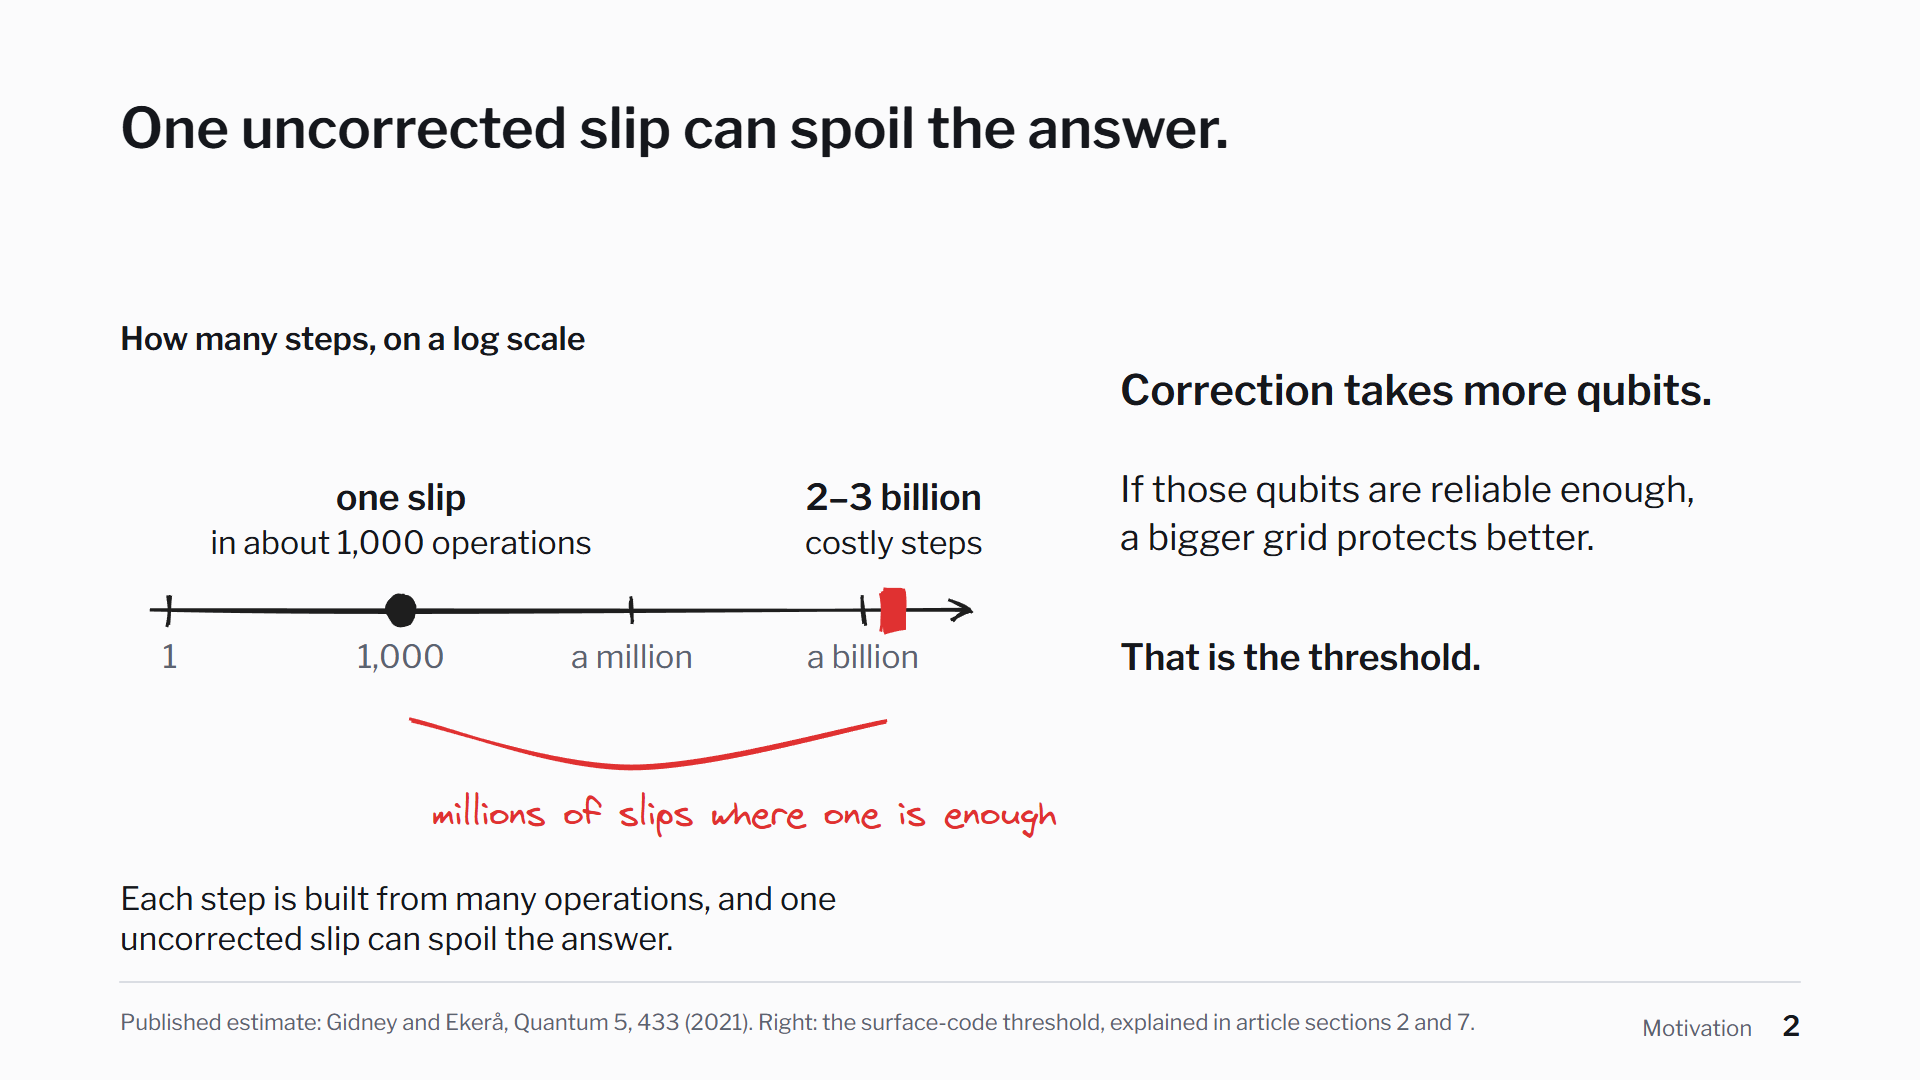 One uncorrected slip can spoil the answer.
How many steps, on a log scale
one slip
in about 1,000 operations
2–3 billion
costly steps
1
1,000
a million
a billion
millions of slips where one is enough
Each step is built from many operations, and one
uncorrected slip can spoil the answer.
Correction takes more qubits.
If those qubits are reliable enough,
a bigger grid protects better.
That is the threshold.
Published estimate: Gidney and Ekerå, Quantum 5, 433 (2021). Right: the surface-code threshold, explained in article sections 2 and 7.
Motivation 2